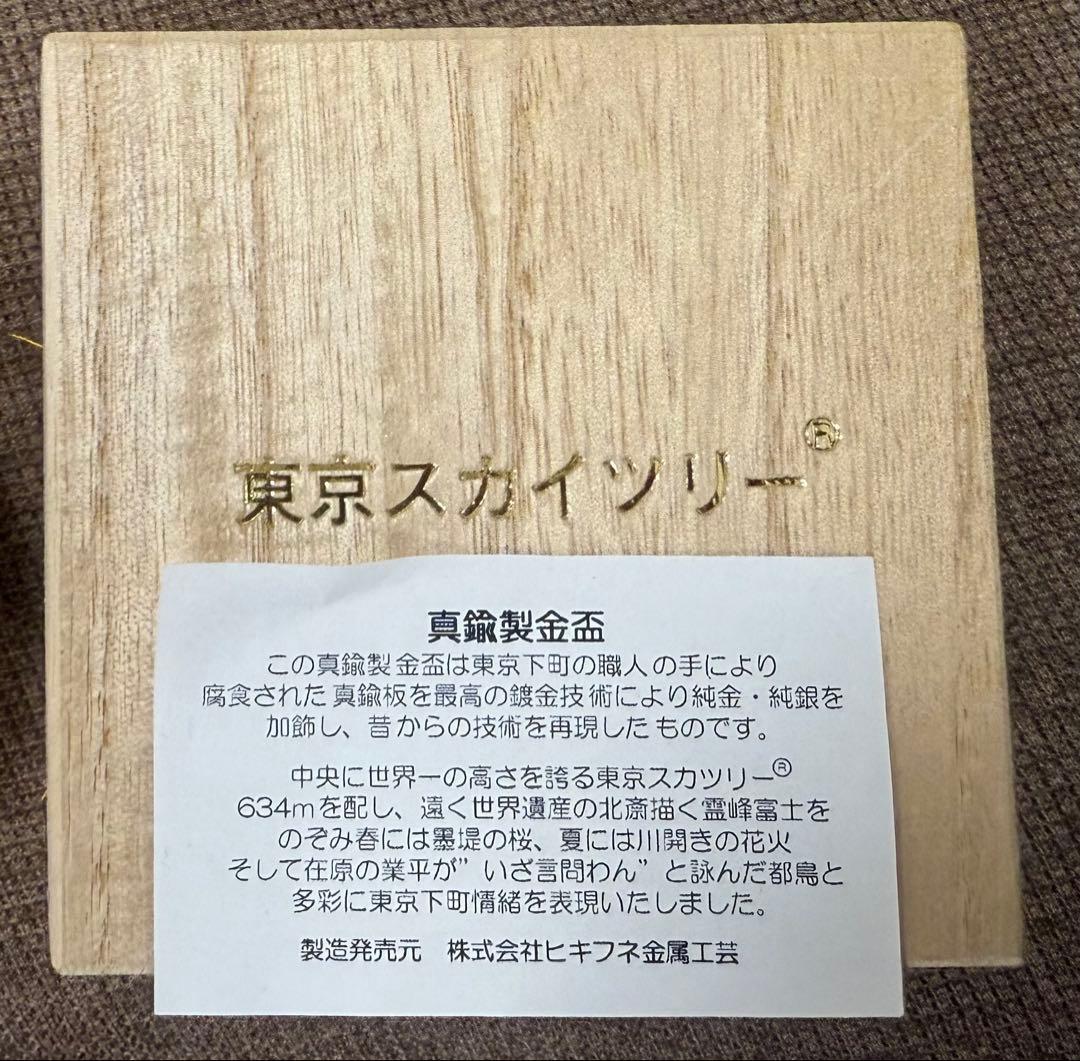 東京スカイツリー®
真鍮製金盃
この真鍮製金盃は東京下町の職人の手により
腐食された真鍮板を最高の鍍金技術により純金・純銀を
加飾し、昔からの技術を再現したものです。
中央に世界一の高さを誇る東京スカツリー®
634mを配し、遠く世界遺産の北斎描く霊峰富士を
のぞみ春には墨堤の桜、夏には川開きの花火
そして在原の業平が”いざ言問わん”と詠んだ都鳥と
多彩に東京下町情緒を表現いたしました。
製造発売元　株式会社ヒキフネ金属工芸